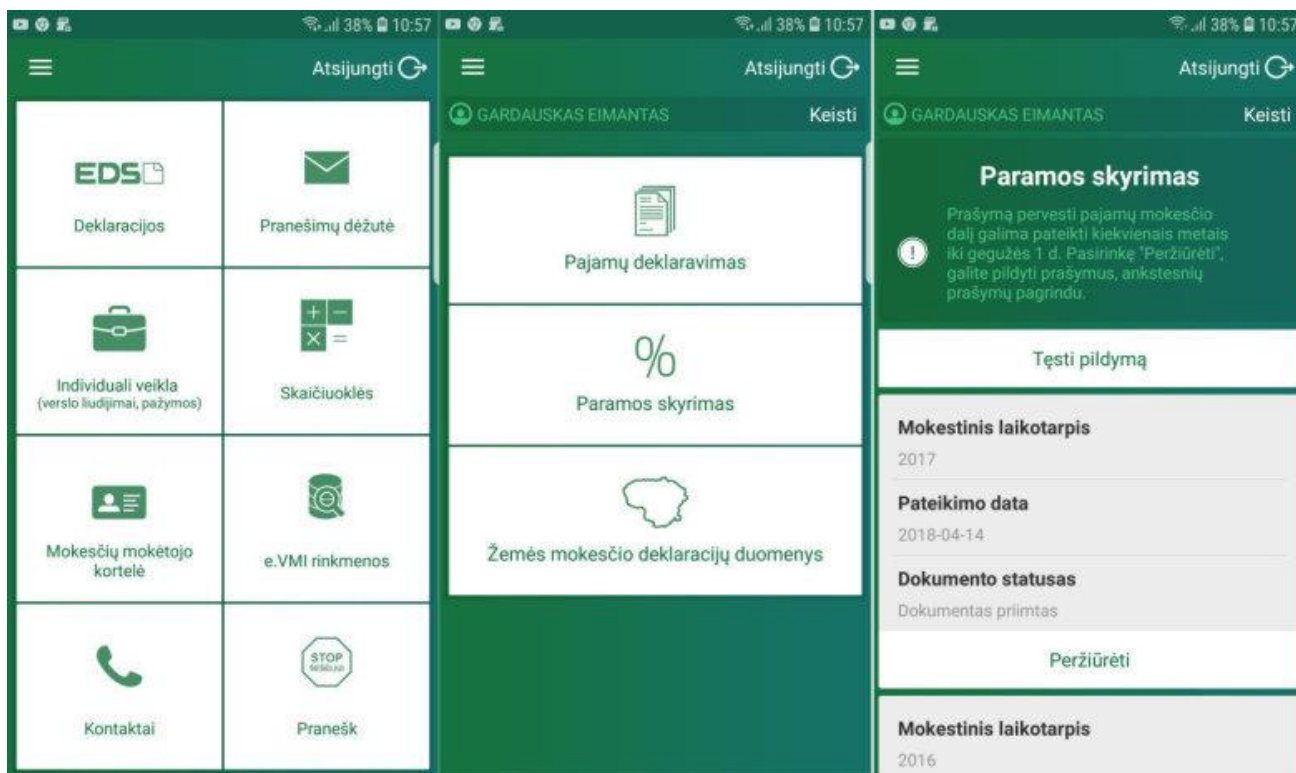 38% 10:57
Atsijungti
EDS
Deklaracijos
Pranešimų dėžutė
Individuali veikla
(verslo liudijimai, pažymos)
Skaičiuoklės
Mokesčių mokėtojo
kortelė
e.VMI rinkmenos
Kontaktai
STOP
Pranešk
38% 10:57
Atsijungti
GARDAUSKAS EIMANTAS
Keisti
Pajamų deklaravimas
%
Paramos skyrimas
Žemės mokesčio deklaracijų duomenys
38% 10:57
Atsijungti
GARDAUSKAS EIMANTAS
Keisti
Paramos skyrimas
Prašymą pervesti pajamų mokesčio
dalį galima pateikti kiekvienais metais
iki gegužės 1 d. Pasirinkę "Peržiūrėti",
galite pildyti prašymus, ankstesnių
prašymų pagrindu.
Tęsti pildymą
Mokestinis laikotarpis
2017
Pateikimo data
2018-04-14
Dokumento statusas
Dokumentas priimtas
Peržiūrėti
Mokestinis laikotarpis
2016